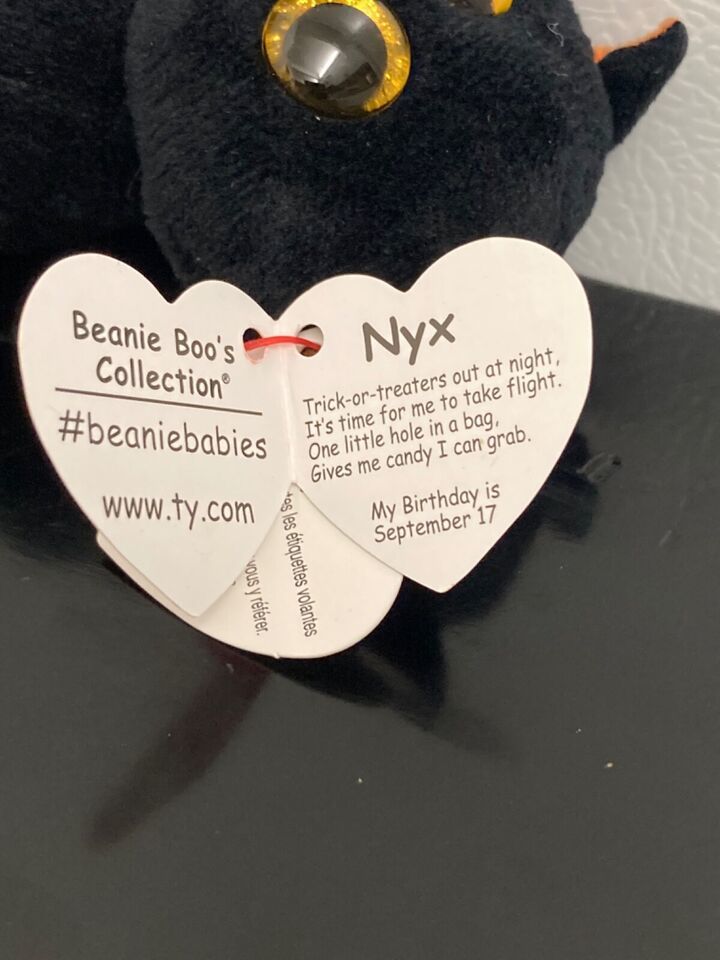 Beanie Boo's
Collection®
#beaniebabies
www.ty.com
Nyx
Trick-or-treaters out at night,
It's time for me to take flight.
One little hole in a bag,
Gives me candy I can grab.
My Birthday is
September 17
les étiquettes volantes
vous y référer.